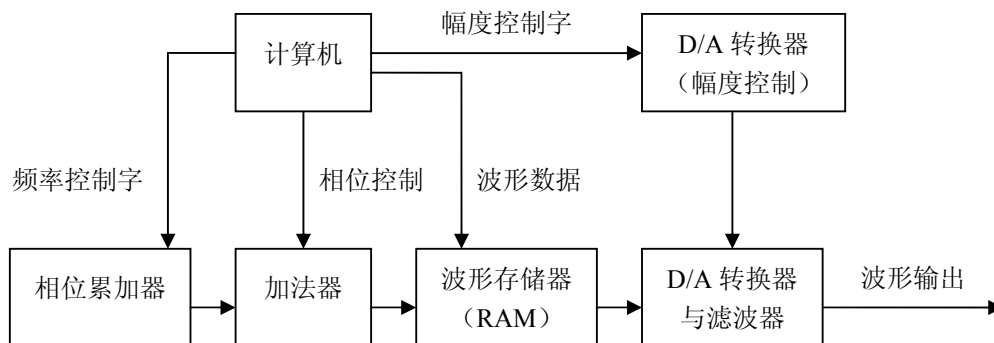 幅度控制字
计算机
D/A 转换器
（幅度控制）
频率控制字
相位控制
波形数据
相位累加器
加法器
波形存储器
（RAM）
D/A 转换器
与滤波器
波形输出